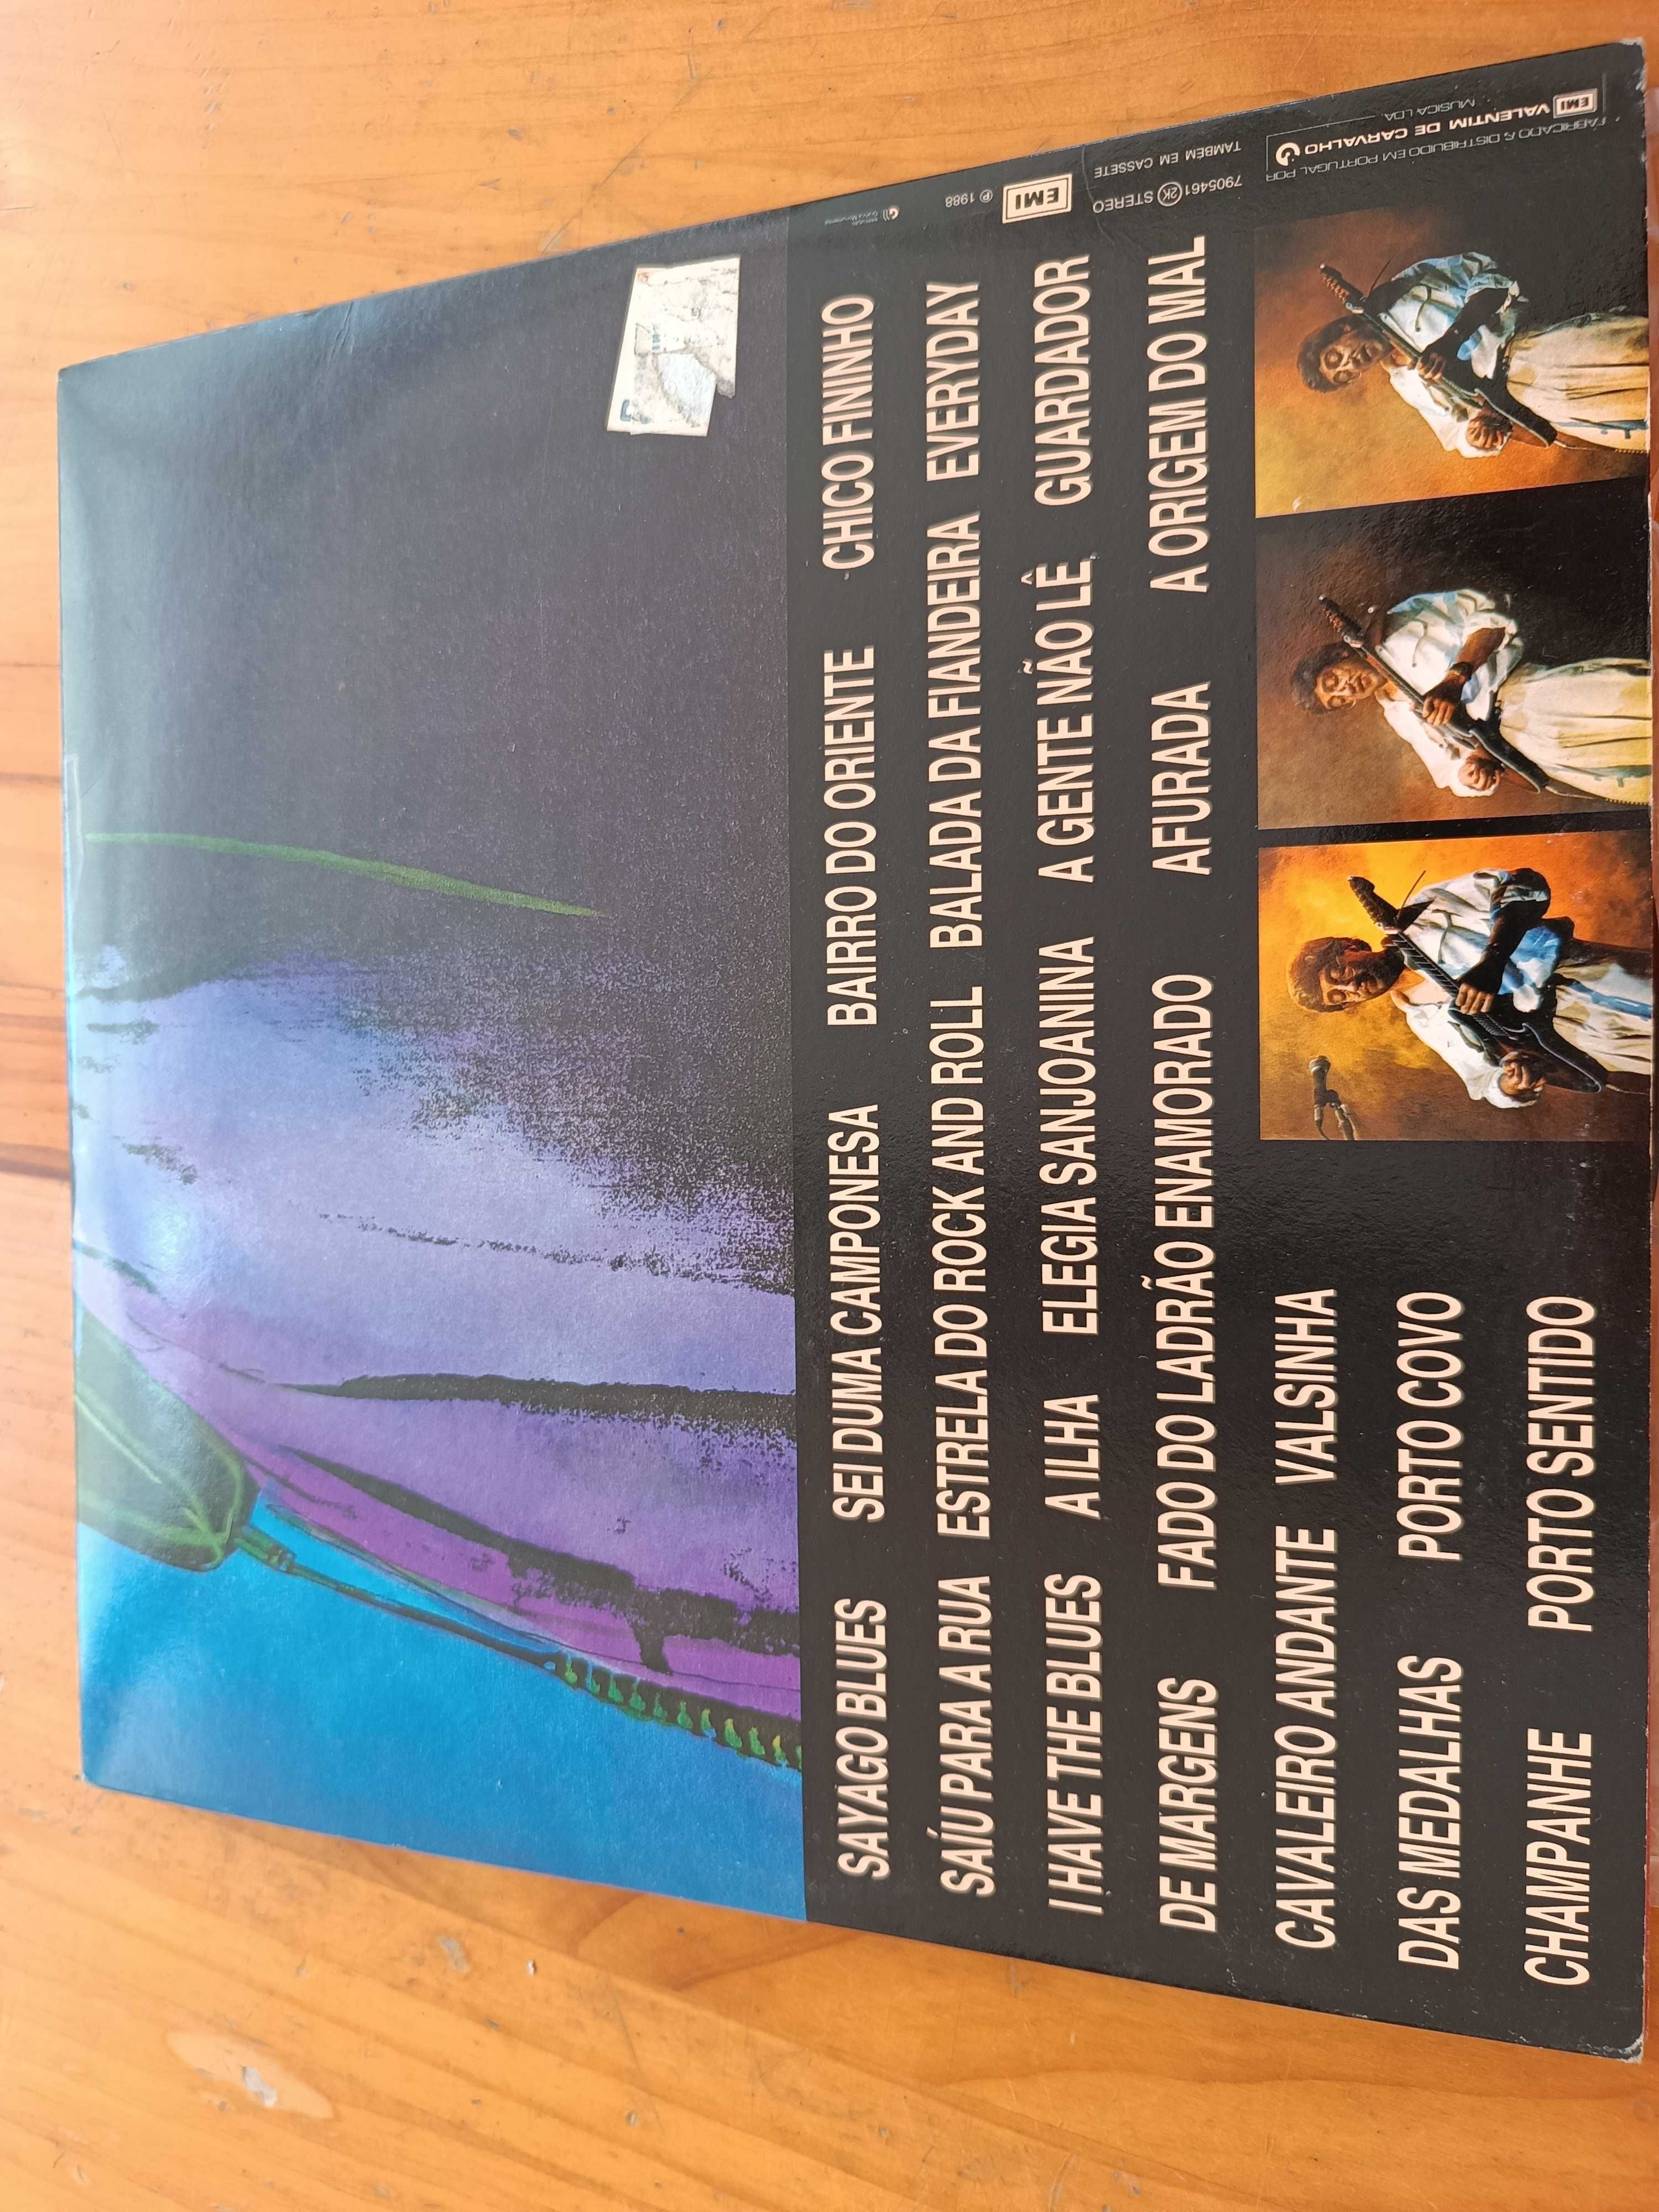 SAYAGO BLUES SEI DUMA CAMPONESA BAIRRO DO ORIENTE CHICO FININHO
SAÍU PARA A RUA ESTRELA DO ROCK AND ROLL BALADA DA FIANDEIRA EVERYDAY
I HAVE THE BLUES A ILHA ELEGIA SANJOANINA A GENTE NÃO LÊ GUARDADOR
DE MARGENS FADO DO LADRÃO ENAMORADO AFURADA A ORIGEM DO MAL
CAVALEIRO ANDANTE VALSINHA
DAS MEDALHAS PORTO COVO
CHAMPANHE PORTO SENTIDO
℗ 1988
EMI
7905461 2K STEREO
TAMBÉM EM CASSETE
FABRICADO & DISTRIBUIDO EM PORTUGAL POR
EMI VALENTIM DE CARVALHO
MUSICA LDA